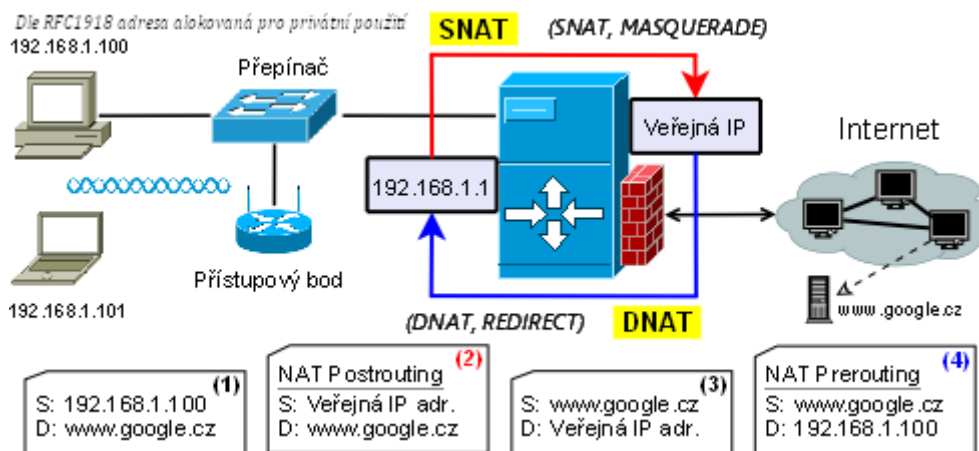 Dle RFC1918 adresa alokovaná pro privátní použití
192.168.1.100
SNAT
(SNAT, MASQUERADE)
Přepínač
Veřejná IP
Internet
192.168.1.1
Přístupový bod
192.168.1.101
www.google.cz
(DNAT, REDIRECT)
DNAT
(1)
S: 192.168.1.100
D: www.google.cz
(2)
NAT Postrouting
S: Veřejná IP adr.
D: www.google.cz
(3)
S: www.google.cz
D: Veřejná IP adr.
(4)
NAT Prerouting
S: www.google.cz
D: 192.168.1.100